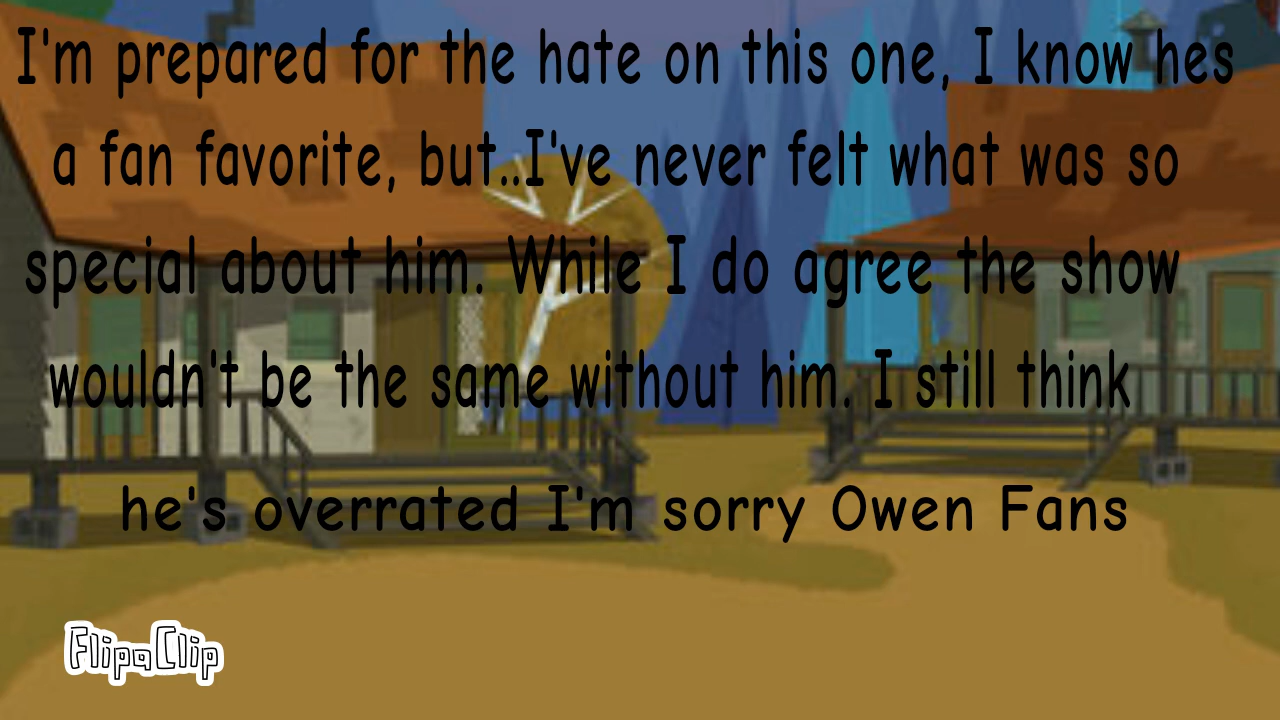 I'm prepared for the hate on this one, I know hes
a fan favorite, but..I've never felt what was so
special about him. While I do agree the show
wouldn't be the same without him. I still think
he's overrated I'm sorry Owen Fans
FlipaClip